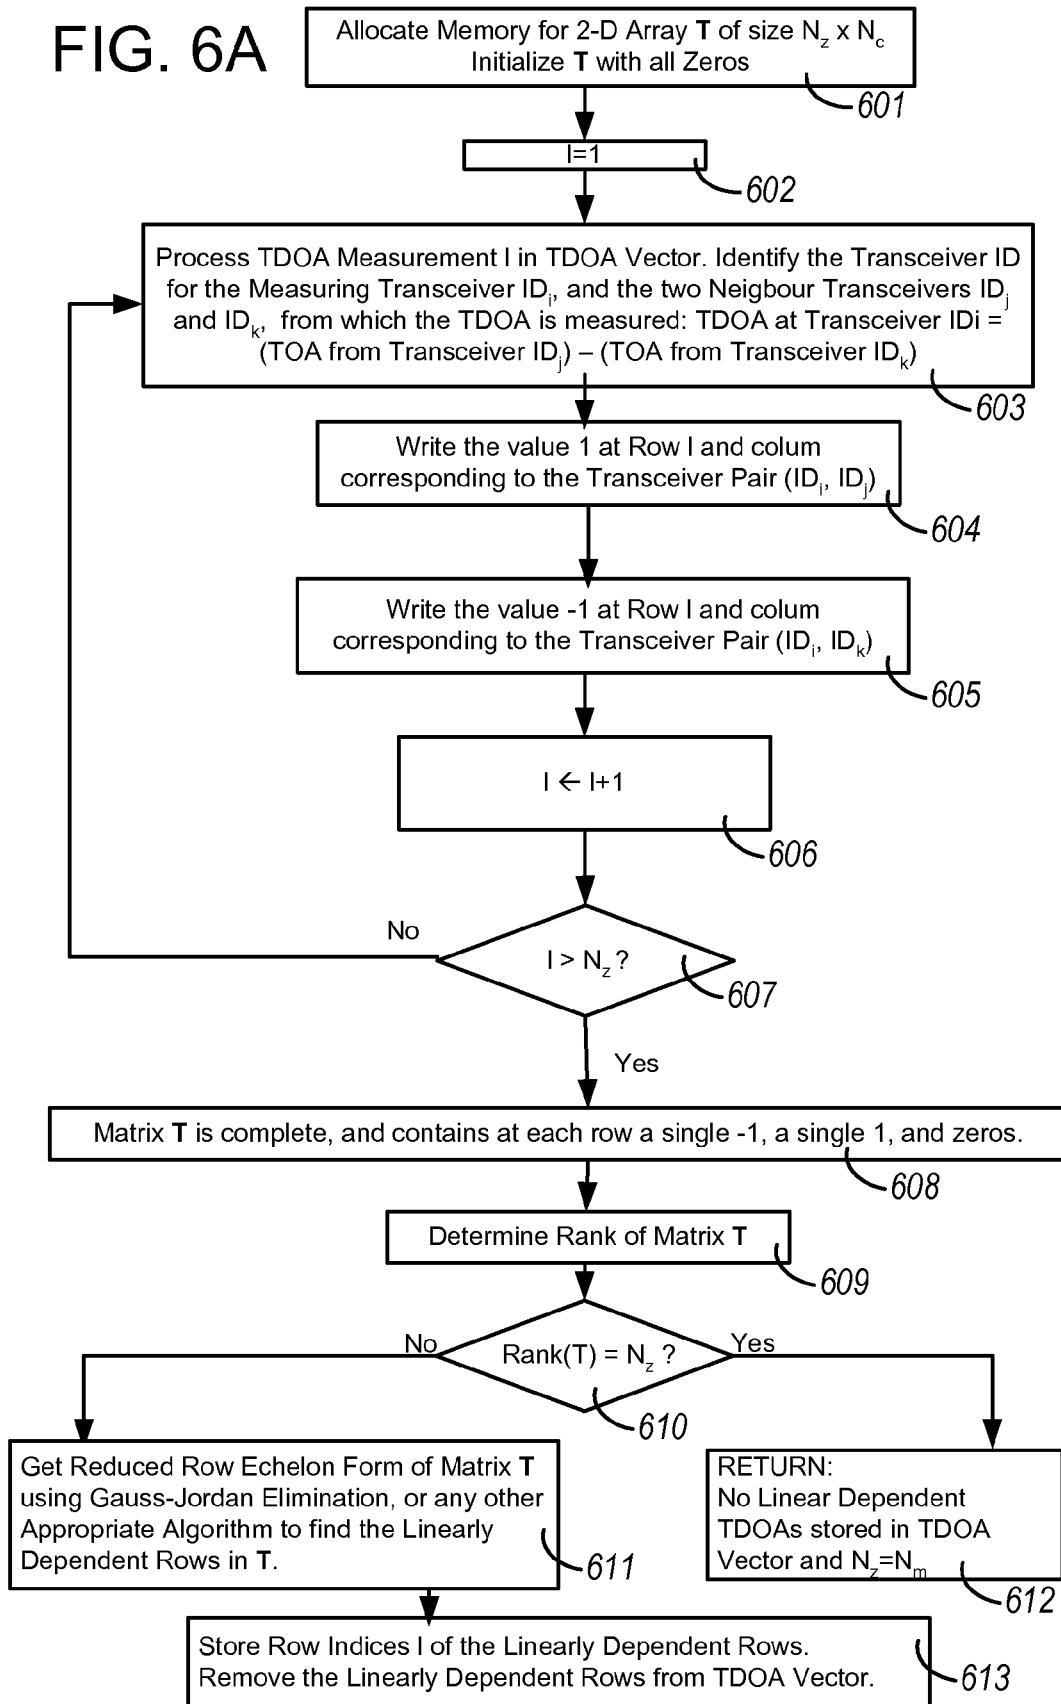 FIG. 6A
Allocate Memory for 2-D Array T of size Nz x Nc
Initialize T with all Zeros
601
I=1
602
Process TDOA Measurement I in TDOA Vector. Identify the Transceiver ID
for the Measuring Transceiver IDi, and the two Neigbour Transceivers IDj
and IDk, from which the TDOA is measured: TDOA at Transceiver IDi =
(TOA from Transceiver IDj) – (TOA from Transceiver IDk)
603
Write the value 1 at Row I and colum
corresponding to the Transceiver Pair (IDi, IDj)
604
Write the value -1 at Row I and colum
corresponding to the Transceiver Pair (IDi, IDk)
605
I ← I+1
606
No
I > Nz ?
607
Yes
Matrix T is complete, and contains at each row a single -1, a single 1, and zeros.
608
Determine Rank of Matrix T
609
No
Rank(T) = Nz ?
Yes
610
Get Reduced Row Echelon Form of Matrix T
using Gauss-Jordan Elimination, or any other
Appropriate Algorithm to find the Linearly
Dependent Rows in T.
611
RETURN:
No Linear Dependent
TDOAs stored in TDOA
Vector and Nz=Nm
612
Store Row Indices I of the Linearly Dependent Rows.
Remove the Linearly Dependent Rows from TDOA Vector.
613